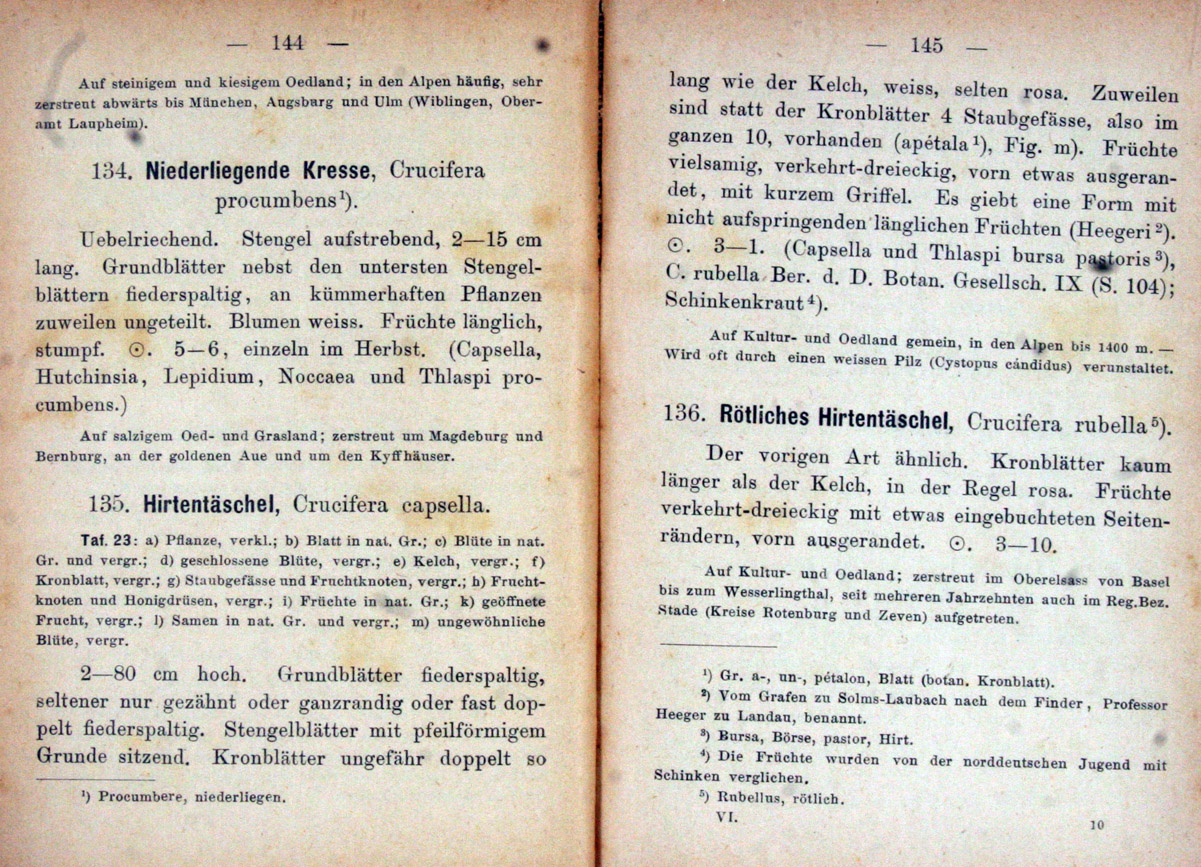 — 144 —
Auf steinigem und kiesigem Oedland; in den Alpen häufig, sehr
zerstreut abwärts bis München, Augsburg und Ulm (Wiblingen, Ober-
amt Laupheim).
134. Niederliegende Kresse, Crucifera
procumbens¹).
Uebelriechend. Stengel aufstrebend, 2—15 cm
lang. Grundblätter nebst den untersten Stengel-
blättern fiederspaltig, an kümmerhaften Pflanzen
zuweilen ungeteilt. Blumen weiss. Früchte länglich,
stumpf. ☉. 5—6, einzeln im Herbst. (Capsella,
Hutchinsia, Lepidium, Noccaea und Thlaspi pro-
cumbens.)
Auf salzigem Oed- und Grasland; zerstreut um Magdeburg und
Bernburg, an der goldenen Aue und um den Kyffhäuser.
135. Hirtentäschel, Crucifera capsella.
Taf. 23: a) Pflanze, verkl.; b) Blatt in nat. Gr.; c) Blüte in nat.
Gr. und vergr.; d) geschlossene Blüte, vergr.; e) Kelch, vergr.; f)
Kronblatt, vergr.; g) Staubgefässe und Fruchtknoten, vergr.; h) Frucht-
knoten und Honigdrüsen, vergr.; i) Früchte in nat. Gr.; k) geöffnete
Frucht, vergr.; l) Samen in nat. Gr. und vergr.; m) ungewöhnliche
Blüte, vergr.
2—80 cm hoch. Grundblätter fiederspaltig,
seltener nur gezähnt oder ganzrandig oder fast dop-
pelt fiederspaltig. Stengelblätter mit pfeilförmigem
Grunde sitzend. Kronblätter ungefähr doppelt so
¹) Procumbere, niederliegen.
— 145 —
lang wie der Kelch, weiss, selten rosa. Zuweilen
sind statt der Kronblätter 4 Staubgefässe, also im
ganzen 10, vorhanden (apétala¹), Fig. m). Früchte
vielsamig, verkehrt-dreieckig, vorn etwas ausgeran-
det, mit kurzem Griffel. Es giebt eine Form mit
nicht aufspringenden länglichen Früchten (Heegeri²).
☉. 3—1. (Capsella und Thlaspi bursa pastoris³),
C. rubella Ber. d. D. Botan. Gesellsch. IX (S. 104);
Schinkenkraut⁴).
Auf Kultur- und Oedland gemein, in den Alpen bis 1400 m. —
Wird oft durch einen weissen Pilz (Cystopus cándidus) verunstaltet.
136. Rötliches Hirtentäschel, Crucifera rubella⁵).
Der vorigen Art ähnlich. Kronblätter kaum
länger als der Kelch, in der Regel rosa. Früchte
verkehrt-dreieckig mit etwas eingebuchteten Seiten-
rändern, vorn ausgerandet. ☉. 3—10.
Auf Kultur- und Oedland; zerstreut im Oberelsass von Basel
bis zum Wesserlingthal, seit mehreren Jahrzehnten auch im Reg.Bez.
Stade (Kreise Rotenburg und Zeven) aufgetreten.
¹) Gr. a-, un-, pétalon, Blatt (botan. Kronblatt).
²) Vom Grafen zu Solms-Laubach nach dem Finder, Professor
Heeger zu Landau, benannt.
³) Bursa, Börse, pastor, Hirt.
⁴) Die Früchte wurden von der norddeutschen Jugend mit
Schinken verglichen.
⁵) Rubellus, rötlich.
VI.
10